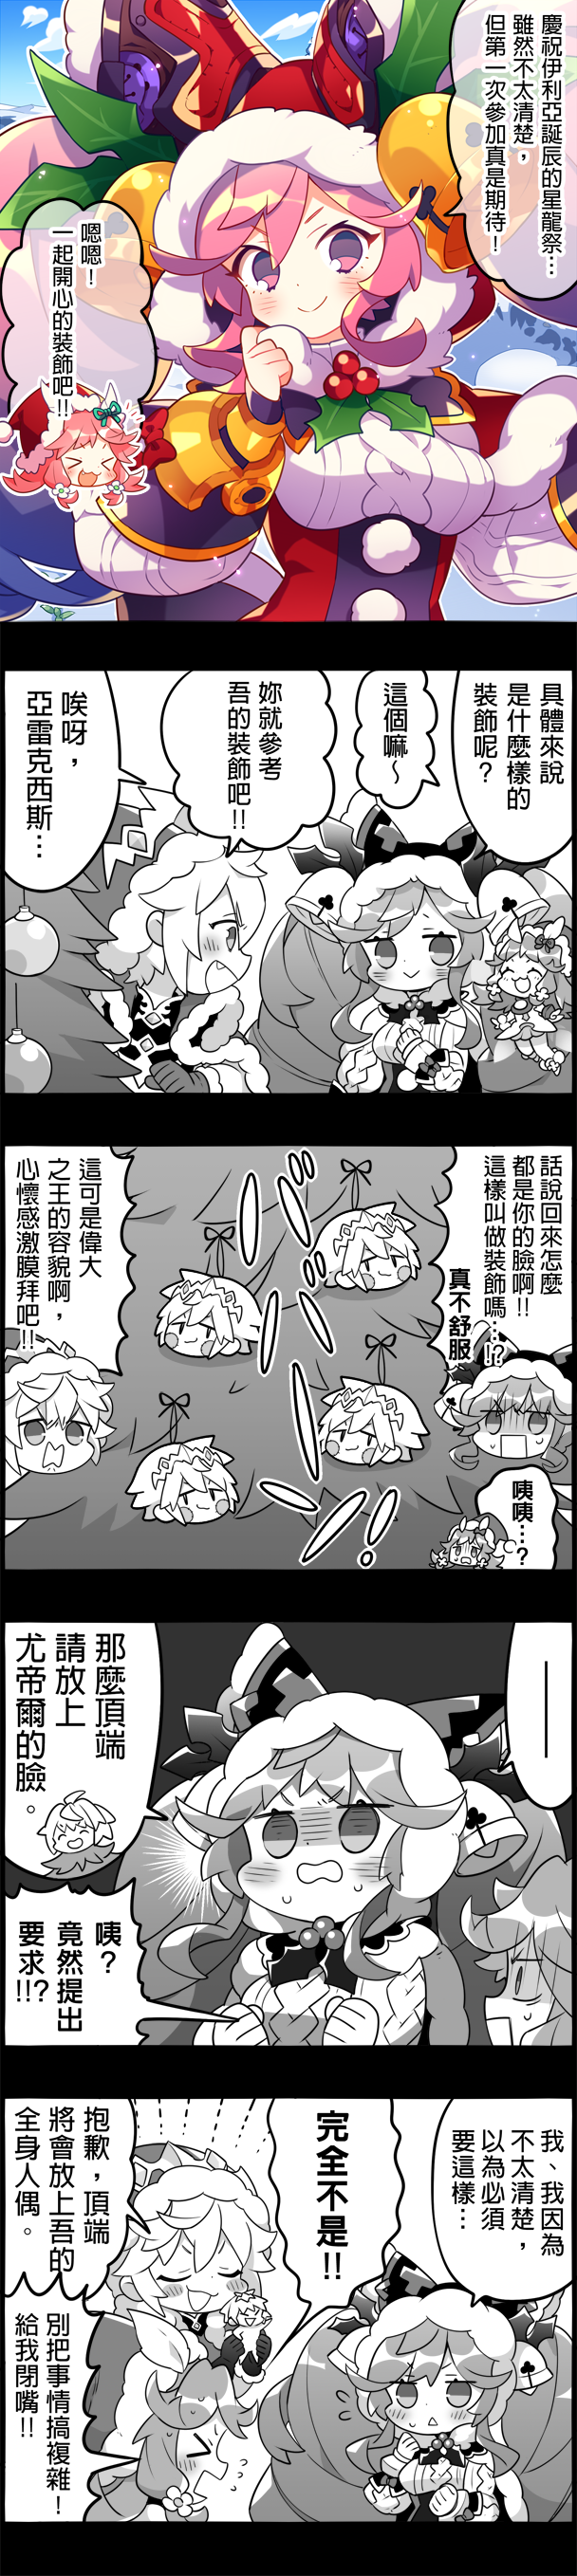 慶祝伊利亞誕辰的星龍祭…
雖然不太清楚，
但第一次參加真是期待！
嗯嗯！
一起開心的裝飾吧!!
具體來說
是什麼樣的
裝飾呢？
這個嘛～
妳就參考
吾的裝飾吧!!
唉呀，
亞雷克西斯…
話說回來怎麼
都是你的臉啊!!
這樣叫做裝飾嗎…!?
真不舒服
咦咦…?
這可是偉大
之王的容貌啊，
心懷感激膜拜吧!!
——
那麼頂端
請放上
尤帝爾的臉。
咦？
竟然提出
要求!!?
我、我因為
不太清楚，
以為必須
要這樣…
完全不是!!
抱歉，頂端
將會放上吾的
全身人偶。
別把事情搞複雜！
給我閉嘴!!